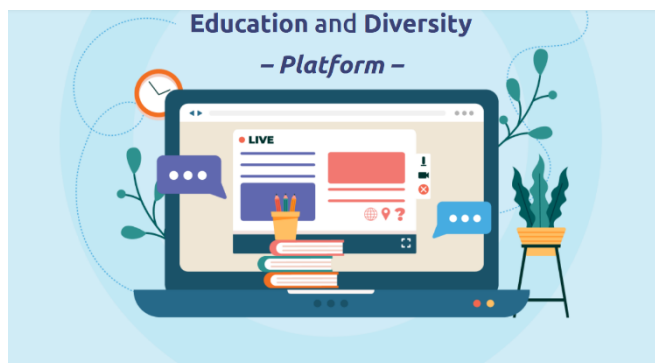 Education and Diversity
– Platform –
LIVE
?